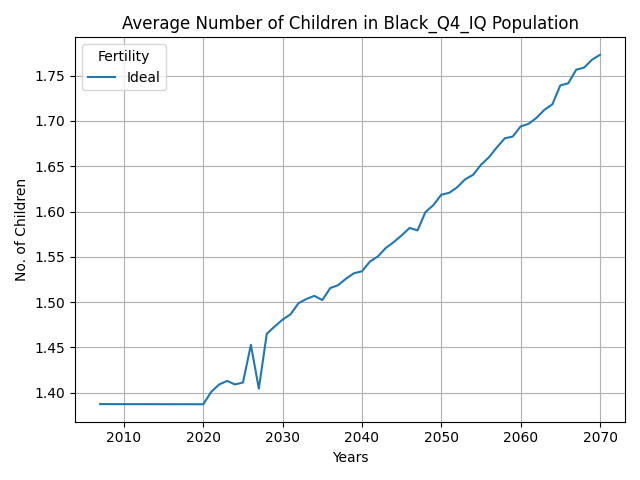 Average Number of Children in Black_Q4_IQ Population
Fertility
Ideal
No. of Children
1.75
1.70
1.65
1.60
1.55
1.50
1.45
1.40
2010 2020 2030 2040 2050 2060 2070
Years